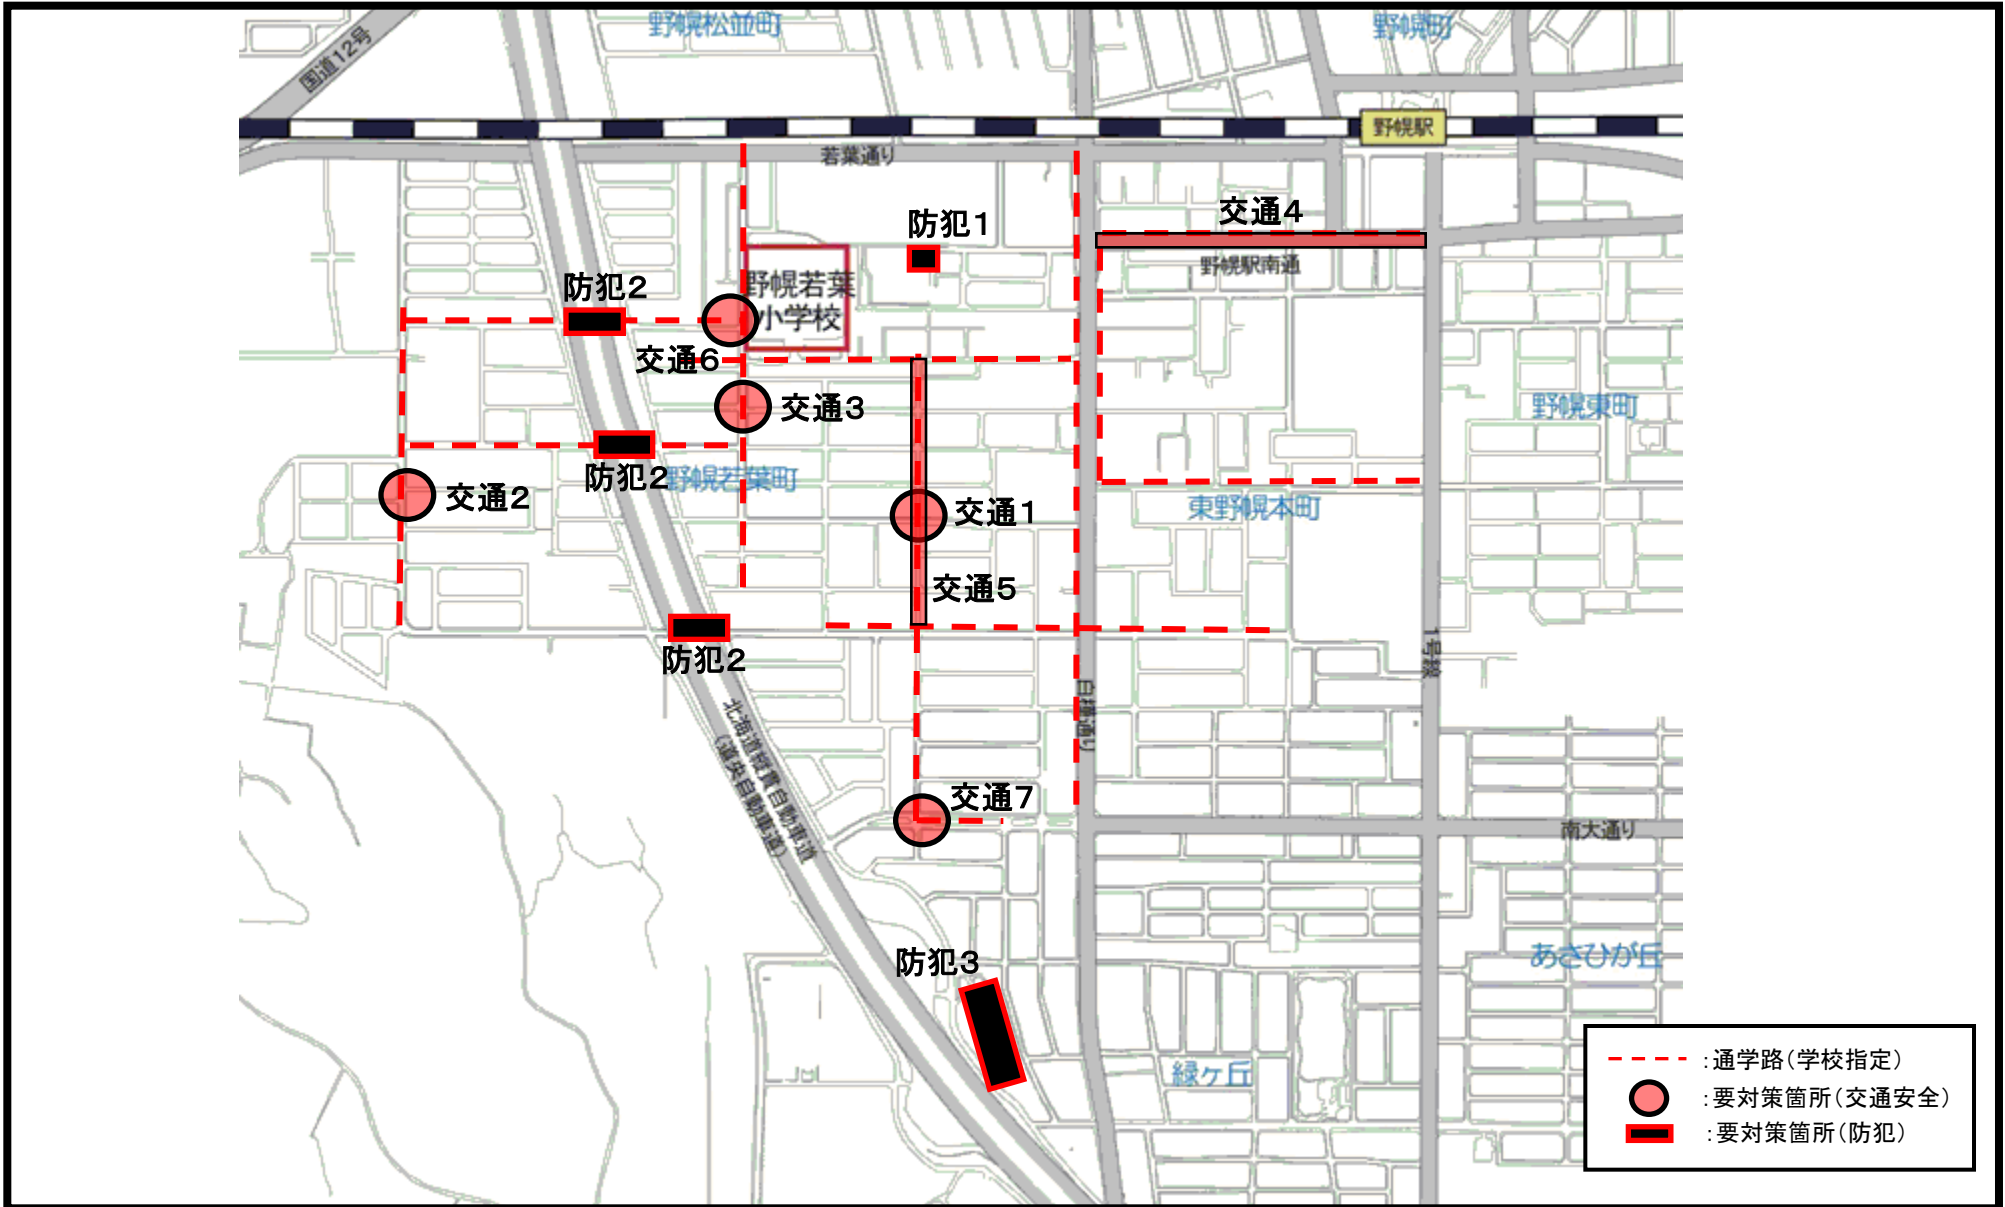 野幌松並町
野幌町
国道12号
野幌駅
若葉通り
交通4
防犯1
野幌駅南通
防犯2
野幌若葉
小学校
交通6
交通3
野幌東町
防犯2
野幌若葉町
交通2
交通1
東野幌本町
交通5
1号線
防犯2
白樺通り
北海道縦貫自動車道
(道央自動車道)
交通7
南大通り
防犯3
あさひが丘
緑ヶ丘
:通学路(学校指定)
:要対策箇所(交通安全)
:要対策箇所(防犯)